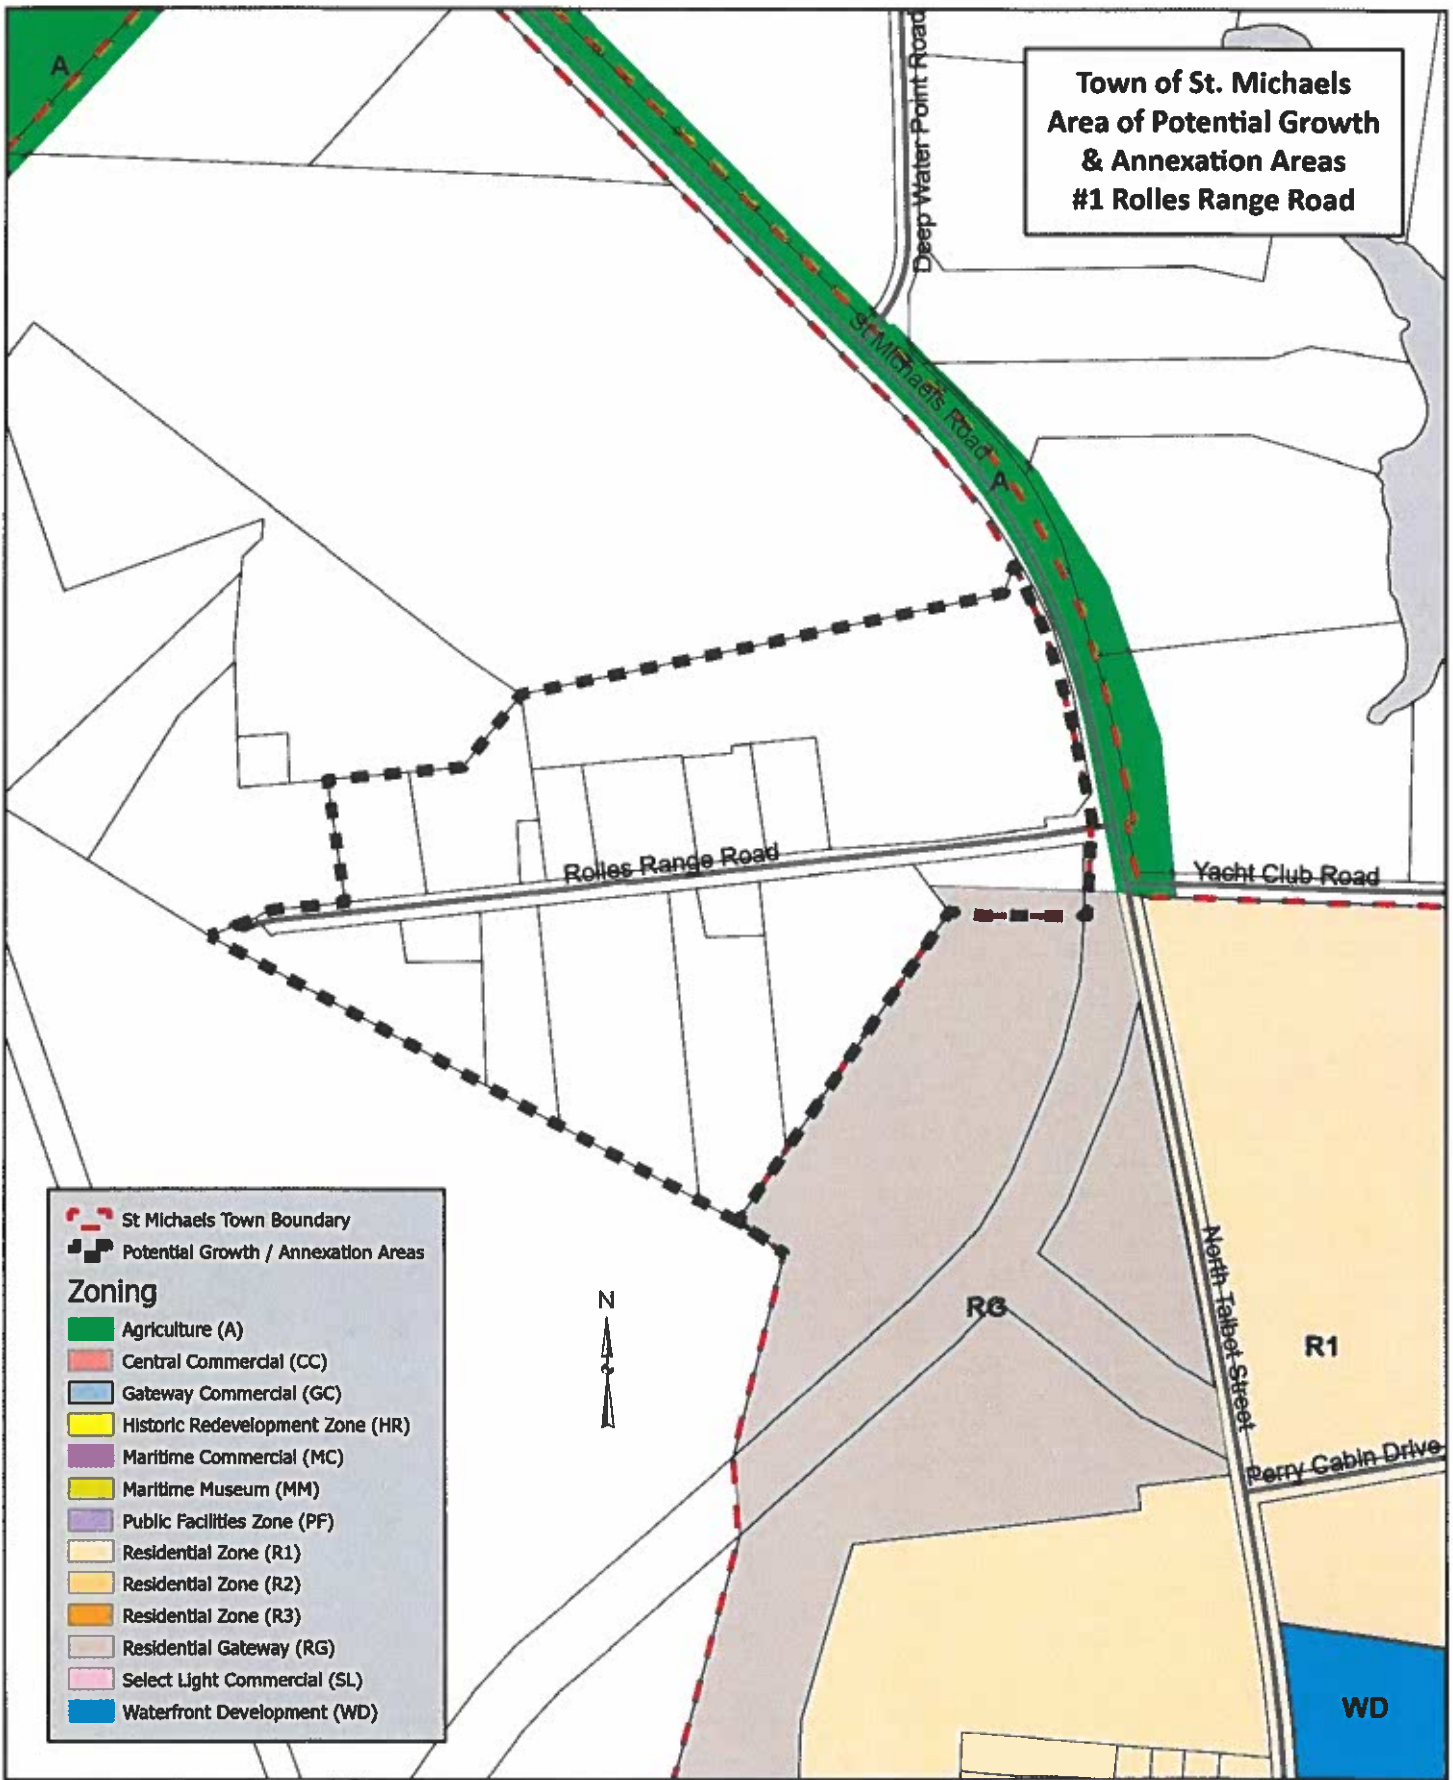 A
Deep Water Point Road
Town of St. Michaels
Area of Potential Growth
& Annexation Areas
#1 Rolles Range Road
St Michaels Road
A
Rolles Range Road
Yacht Club Road
St Michaels Town Boundary
Potential Growth / Annexation Areas
Zoning
Agriculture (A)
Central Commercial (CC)
Gateway Commercial (GC)
Historic Redevelopment Zone (HR)
Maritime Commercial (MC)
Maritime Museum (MM)
Public Facilities Zone (PF)
Residential Zone (R1)
Residential Zone (R2)
Residential Zone (R3)
Residential Gateway (RG)
Select Light Commercial (SL)
Waterfront Development (WD)
N
RG
North Talbot Street
R1
Perry Cabin Drive
WD